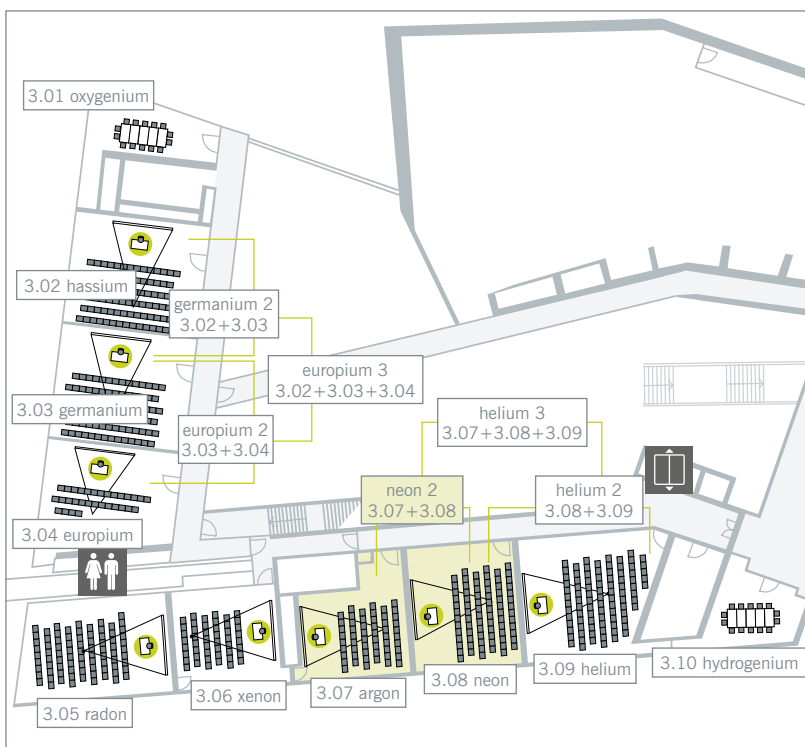 3.01 oxygenium
3.02 hassium
germanium 2
3.02+3.03
europium 3
3.02+3.03+3.04
3.03 germanium
europium 2
3.03+3.04
helium 3
3.07+3.08+3.09
neon 2
3.07+3.08
helium 2
3.08+3.09
3.04 europium
3.05 radon
3.06 xenon
3.07 argon
3.08 neon
3.09 helium
3.10 hydrogenium